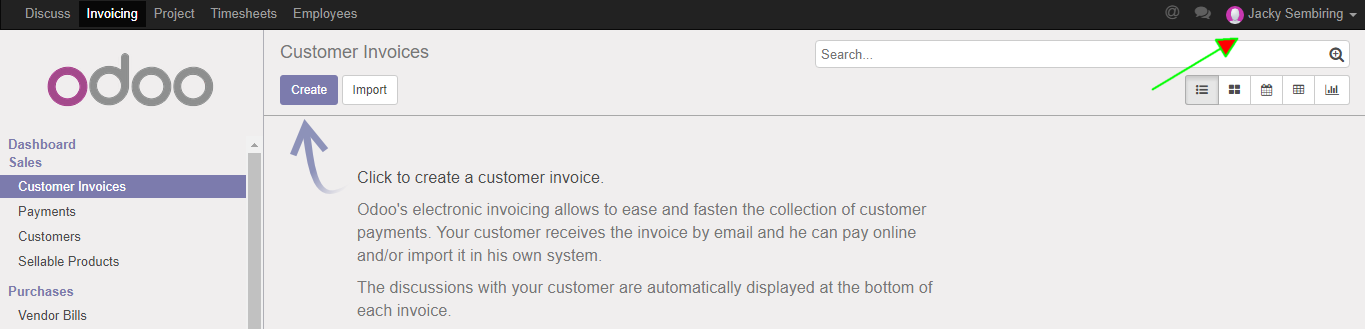 Discuss Invoicing Project Timesheets Employees @ Jacky Sembiring
odoo
Customer Invoices
Search...
Create Import
Dashboard
Sales
Customer Invoices
Payments
Customers
Sellable Products
Purchases
Vendor Bills
Click to create a customer invoice.
Odoo's electronic invoicing allows to ease and fasten the collection of customer
payments. Your customer receives the invoice by email and he can pay online
and/or import it in his own system.
The discussions with your customer are automatically displayed at the bottom of
each invoice.